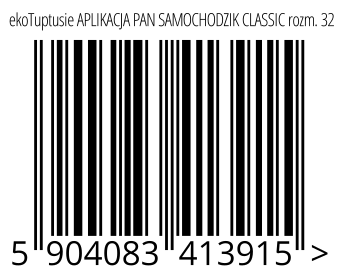 ekoTuptusie APLIKACJA PAN SAMOCHODZIK CLASSIC rozm. 32
5 904083 413915 >